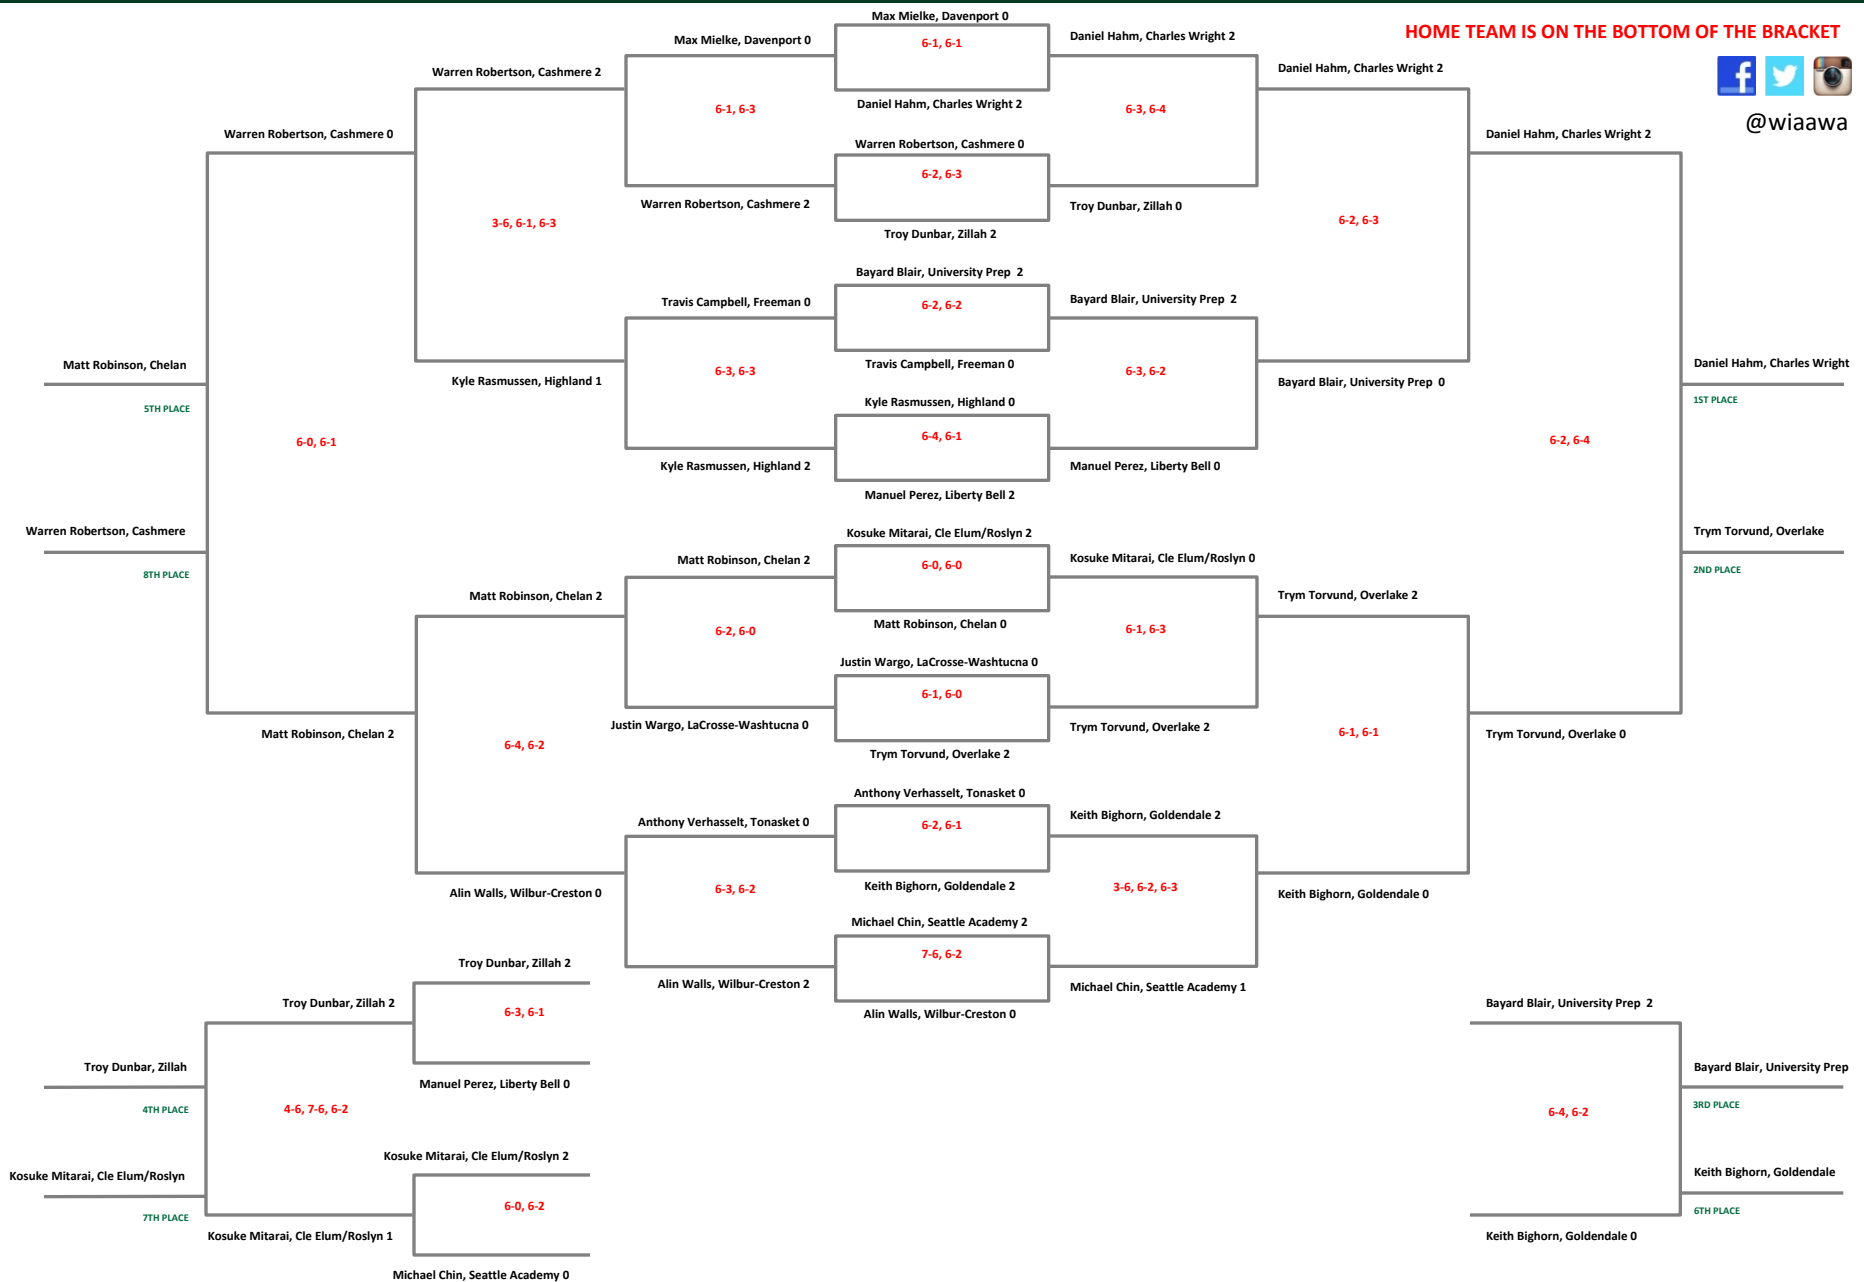 Max Mielke, Davenport 0
HOME TEAM IS ON THE BOTTOM OF THE BRACKET
Max Mielke, Davenport 0
6-1, 6-1
Daniel Hahm, Charles Wright 2
Warren Robertson, Cashmere 2
Daniel Hahm, Charles Wright 2
6-1, 6-3
Daniel Hahm, Charles Wright 2
6-3, 6-4
@wiaawa
Warren Robertson, Cashmere 0
Warren Robertson, Cashmere 0
Daniel Hahm, Charles Wright 2
6-2, 6-3
Warren Robertson, Cashmere 2
Troy Dunbar, Zillah 0
3-6, 6-1, 6-3
6-2, 6-3
Troy Dunbar, Zillah 2
Bayard Blair, University Prep 2
Travis Campbell, Freeman 0
6-2, 6-2
Bayard Blair, University Prep 2
Matt Robinson, Chelan
Travis Campbell, Freeman 0
Daniel Hahm, Charles Wright
6-3, 6-3
6-3, 6-2
Kyle Rasmussen, Highland 1
Bayard Blair, University Prep 0
5TH PLACE
Kyle Rasmussen, Highland 0
1ST PLACE
6-0, 6-1
6-4, 6-1
6-2, 6-4
Kyle Rasmussen, Highland 2
Manuel Perez, Liberty Bell 0
Manuel Perez, Liberty Bell 2
Warren Robertson, Cashmere
Kosuke Mitarai, Cle Elum/Roslyn 2
Trym Torvund, Overlake
Matt Robinson, Chelan 2
6-0, 6-0
Kosuke Mitarai, Cle Elum/Roslyn 0
8TH PLACE
2ND PLACE
Matt Robinson, Chelan 2
Trym Torvund, Overlake 2
6-2, 6-0
Matt Robinson, Chelan 0
6-1, 6-3
Justin Wargo, LaCrosse-Washtucna 0
6-1, 6-0
Justin Wargo, LaCrosse-Washtucna 0
Trym Torvund, Overlake 2
Matt Robinson, Chelan 2
6-4, 6-2
Trym Torvund, Overlake 2
6-1, 6-1
Trym Torvund, Overlake 0
Anthony Verhasselt, Tonasket 0
Anthony Verhasselt, Tonasket 0
6-2, 6-1
Keith Bighorn, Goldendale 2
Alin Walls, Wilbur-Creston 0
6-3, 6-2
Keith Bighorn, Goldendale 2
3-6, 6-2, 6-3
Keith Bighorn, Goldendale 0
Michael Chin, Seattle Academy 2
7-6, 6-2
Troy Dunbar, Zillah 2
Alin Walls, Wilbur-Creston 2
Michael Chin, Seattle Academy 1
Troy Dunbar, Zillah 2
6-3, 6-1
Alin Walls, Wilbur-Creston 0
Bayard Blair, University Prep 2
Troy Dunbar, Zillah
Manuel Perez, Liberty Bell 0
Bayard Blair, University Prep
4TH PLACE
4-6, 7-6, 6-2
6-4, 6-2
3RD PLACE
Kosuke Mitarai, Cle Elum/Roslyn 2
Kosuke Mitarai, Cle Elum/Roslyn
Keith Bighorn, Goldendale
6-0, 6-2
7TH PLACE
6TH PLACE
Kosuke Mitarai, Cle Elum/Roslyn 1
Keith Bighorn, Goldendale 0
Michael Chin, Seattle Academy 0